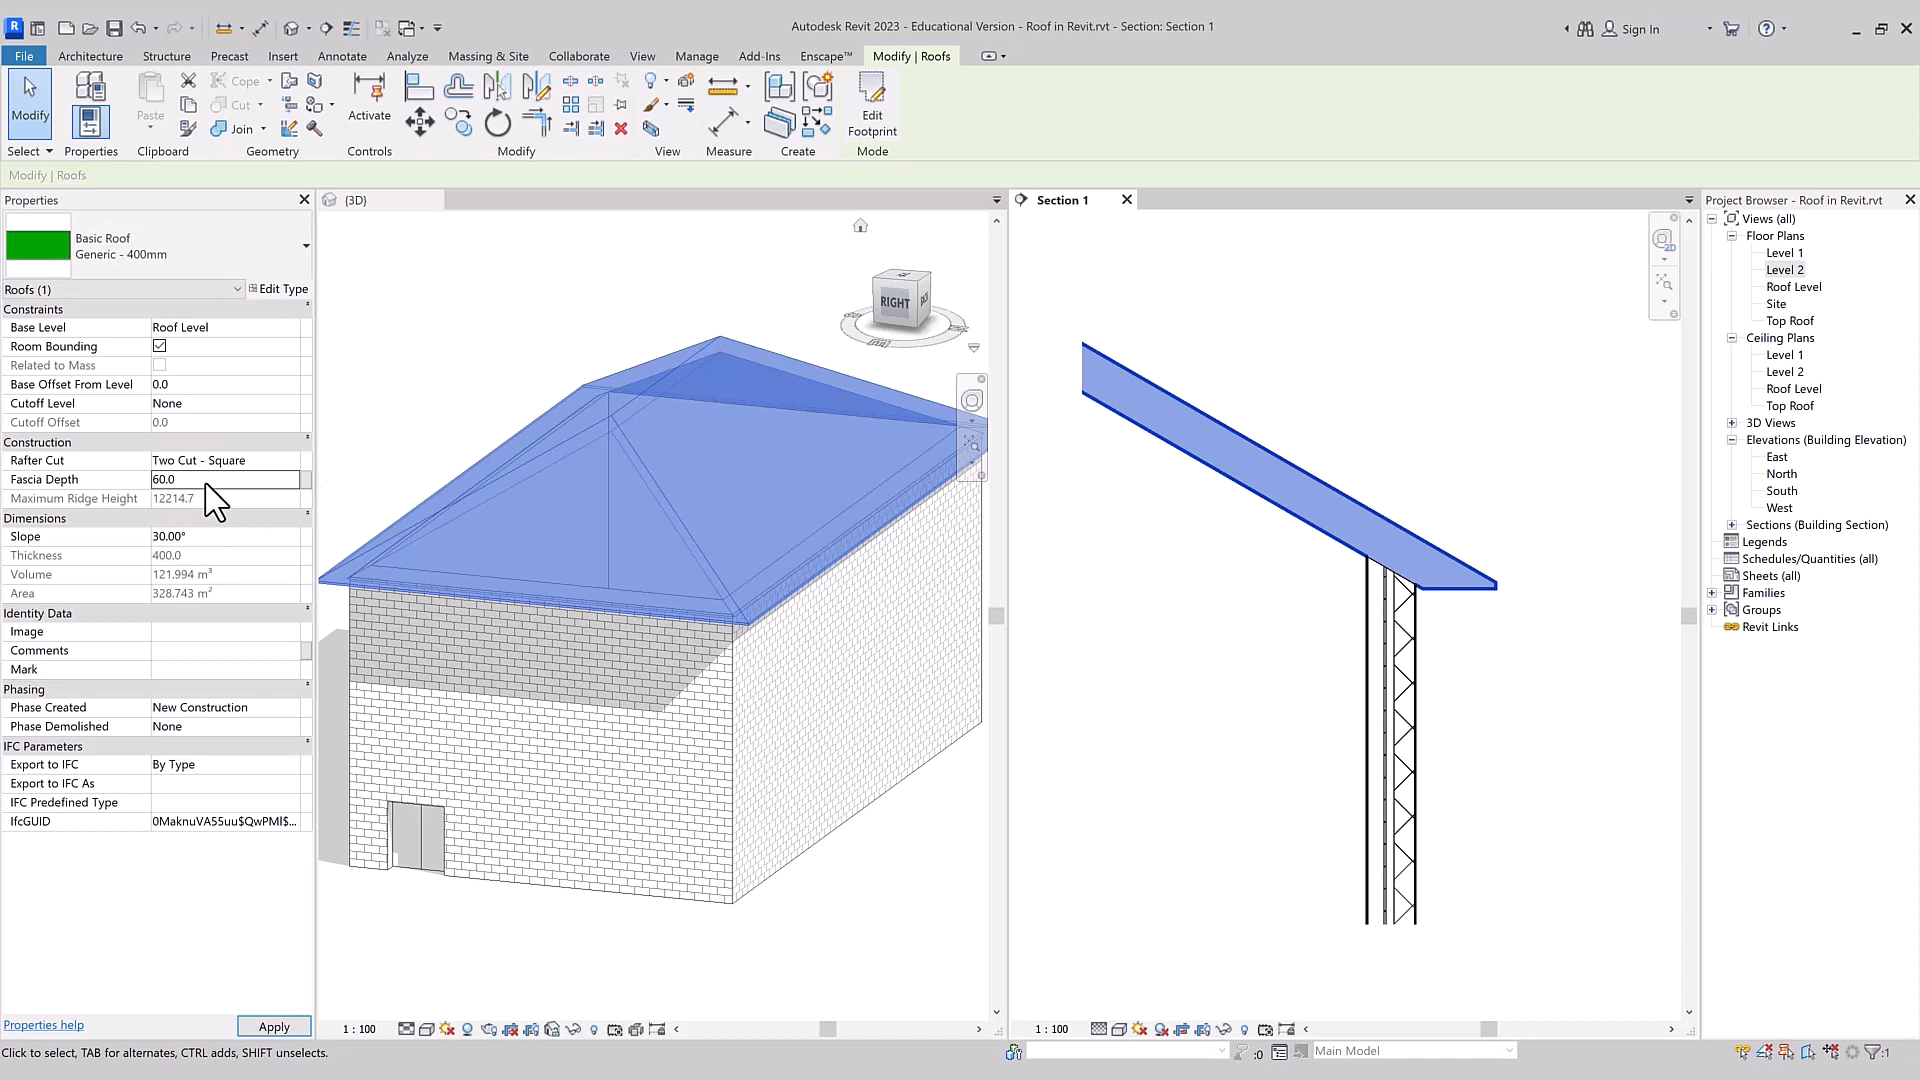 Autodesk Revit 2023 - Educational Version - Roof in Revit.rvt - Section: Section 1
Sign In
File Architecture Structure Precast Insert Annotate Analyze Massing & Site Collaborate View Manage Add-Ins Enscape™ Modify | Roofs
Modify
Paste
Cope
Cut
Join
Activate
Edit
Footprint
Select Properties Clipboard Geometry Controls Modify View Measure Create Mode
Modify | Roofs
Properties
Basic Roof
Generic - 400mm
Roofs (1) Edit Type
Constraints
Base Level Roof Level
Room Bounding
Related to Mass
Base Offset From Level 0.0
Cutoff Level None
Cutoff Offset 0.0
Construction
Rafter Cut Two Cut - Square
Fascia Depth 60.0
Maximum Ridge Height 12214.7
Dimensions
Slope 30.00°
Thickness 400.0
Volume 121.994 m³
Area 328.743 m²
Identity Data
Image
Comments
Mark
Phasing
Phase Created New Construction
Phase Demolished None
IFC Parameters
Export to IFC By Type
Export to IFC As
IFC Predefined Type
IfcGUID 0MaknuVA55uu$QwPMI$...
Properties help Apply
{3D}
RIGHT
1 : 100
Section 1
2D
1 : 100
Project Browser - Roof in Revit.rvt
Views (all)
Floor Plans
Level 1
Level 2
Roof Level
Site
Top Roof
Ceiling Plans
Level 1
Level 2
Roof Level
Top Roof
3D Views
Elevations (Building Elevation)
East
North
South
West
Sections (Building Section)
Legends
Schedules/Quantities (all)
Sheets (all)
Families
Groups
Revit Links
Click to select, TAB for alternates, CTRL adds, SHIFT unselects.
:0
Main Model
:1